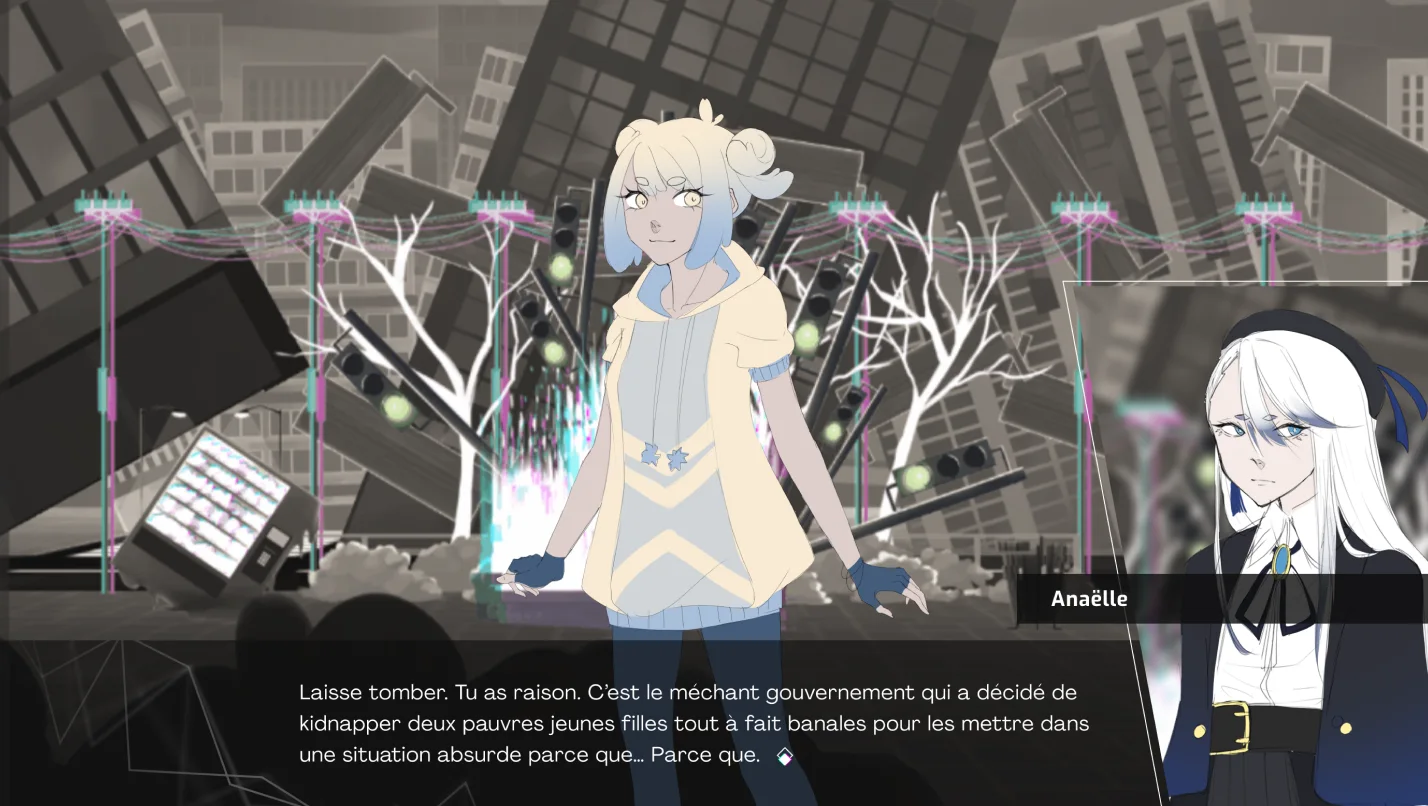 Anaëlle
Laisse tomber. Tu as raison. C’est le méchant gouvernement qui a décidé de
kidnapper deux pauvres jeunes filles tout à fait banales pour les mettre dans
une situation absurde parce que… Parce que.